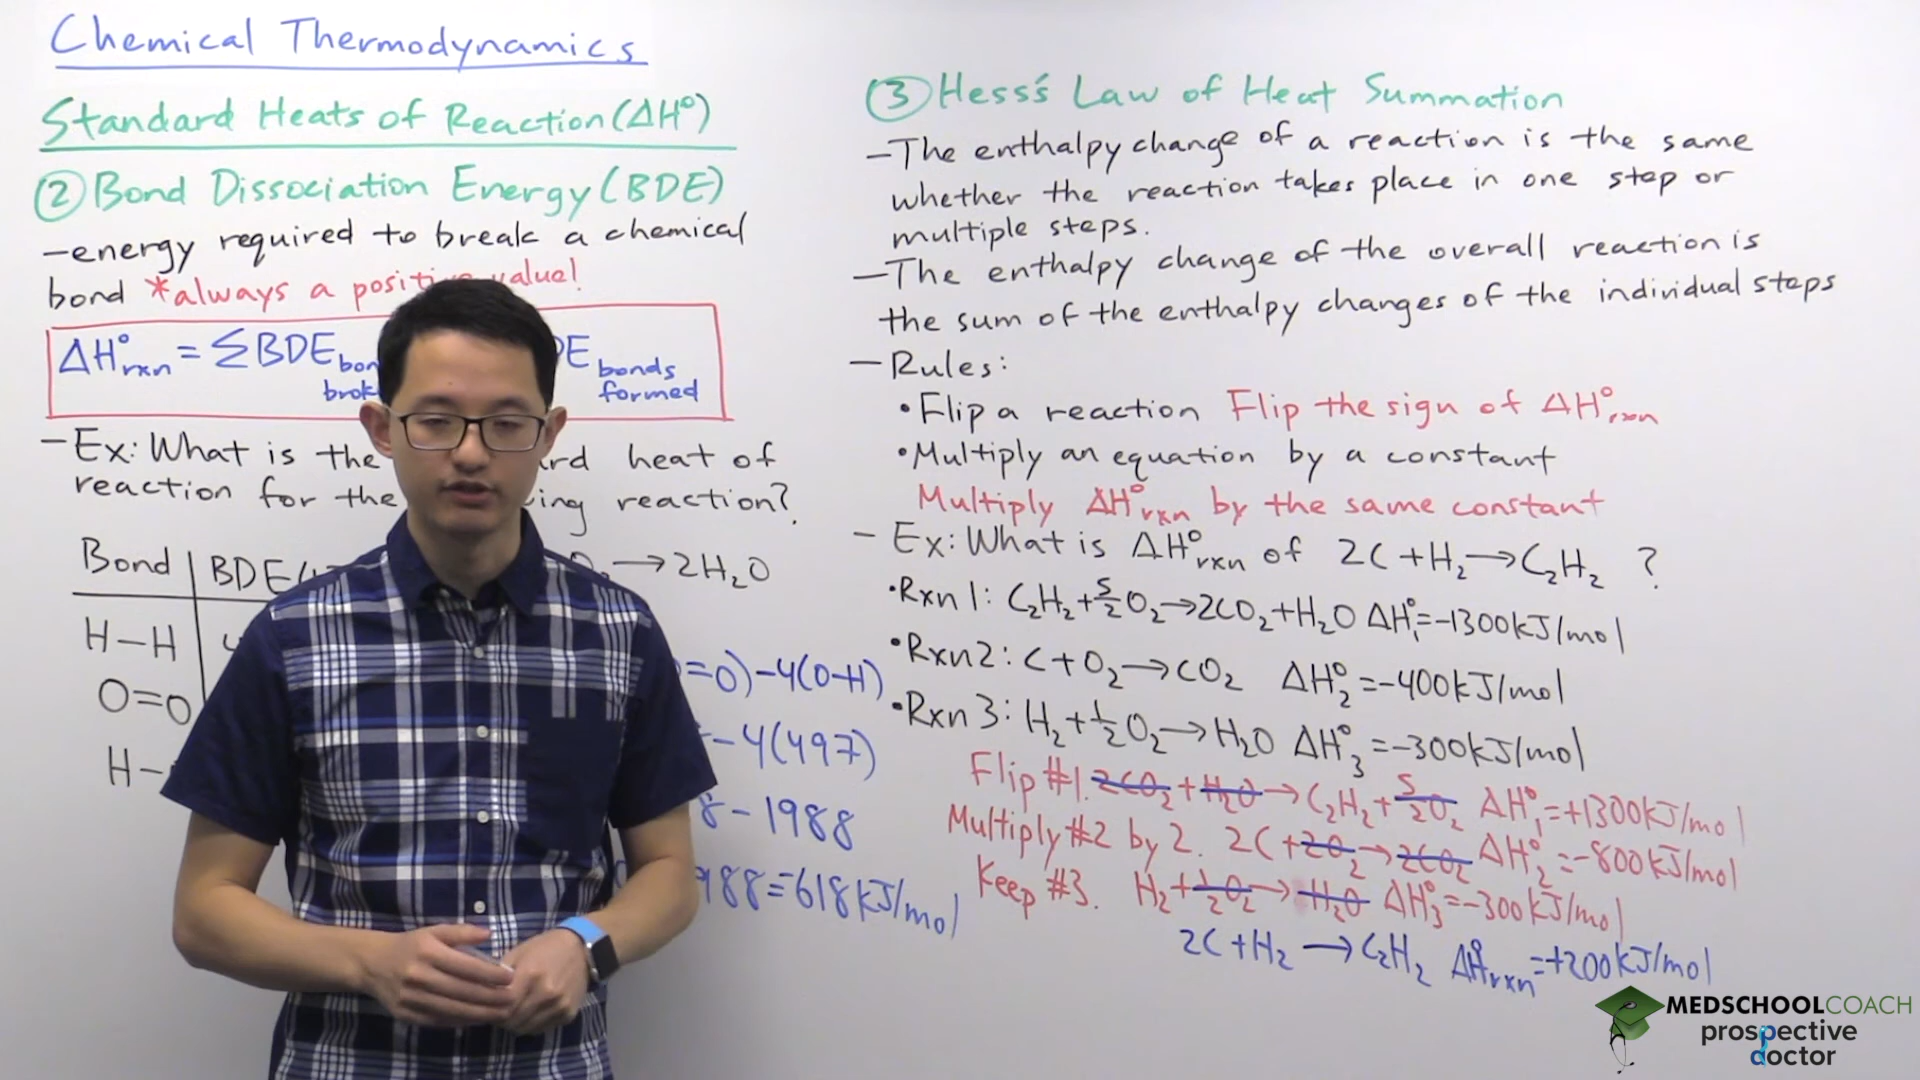 Chemical Thermodynamics
Standard Heats of Reaction (ΔH°)
② Bond Dissociation Energy (BDE)
– energy required to break a chemical
bond *always a positive value!
ΔH°rxn = ΣBDE bonds formed
– Ex: What is the heat of
reaction for the reaction?
Bond | BDE → 2H₂O
H–H
O=O
H–
=O)–4(O–H)
–4(497)
8–1988
988=–618kJ/mol
③ Hess's Law of Heat Summation
– The enthalpy change of a reaction is the same
whether the reaction takes place in one step or
multiple steps.
– The enthalpy change of the overall reaction is
the sum of the enthalpy changes of the individual steps
– Rules:
• Flip a reaction Flip the sign of ΔH°rxn
• Multiply an equation by a constant
Multiply ΔH°rxn by the same constant
– Ex: What is ΔH°rxn of 2C + H₂ → C₂H₂ ?
• Rxn 1: C₂H₂ + 5/2 O₂ → 2CO₂ + H₂O ΔH°₁ = –1300kJ/mol
• Rxn 2: C + O₂ → CO₂ ΔH°₂ = –400kJ/mol
• Rxn 3: H₂ + 1/2 O₂ → H₂O ΔH°₃ = –300kJ/mol
Flip #1. 2CO₂ + H₂O → C₂H₂ + 5/2 O₂ ΔH°₁ = +1300kJ/mol
Multiply #2 by 2. 2C + 2O₂ → 2CO₂ ΔH°₂ = –800kJ/mol
Keep #3. H₂ + 1/2 O₂ → H₂O ΔH°₃ = –300kJ/mol
2C + H₂ → C₂H₂ ΔH°rxn = +200kJ/mol
MEDSCHOOLCOACH
prospective
doctor